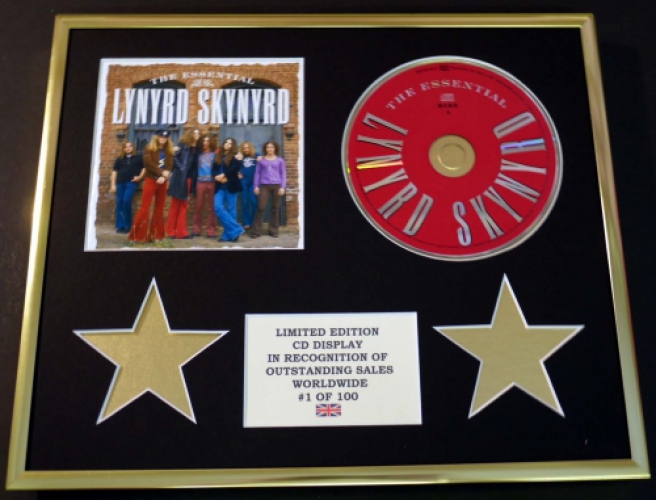 THE ESSENTIAL
LYNYRD SKYNYRD
THE ESSENTIAL
LYNYRD SKYNYRD
LIMITED EDITION
CD DISPLAY
IN RECOGNITION OF
OUTSTANDING SALES
WORLDWIDE
#1 OF 100